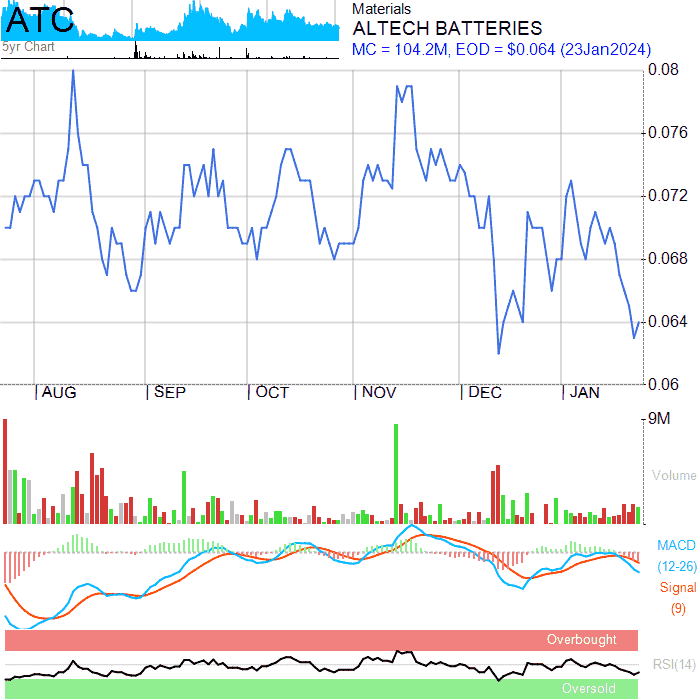 ATC
5yr Chart
Materials
ALTECH BATTERIES
MC = 104.2M, EOD = $0.064 (23Jan2024)
0.08
0.076
0.072
0.068
0.064
0.06
AUG SEP OCT NOV DEC JAN
9M
Volume
MACD
(12-26)
Signal
(9)
Overbought
RSI(14)
Oversold